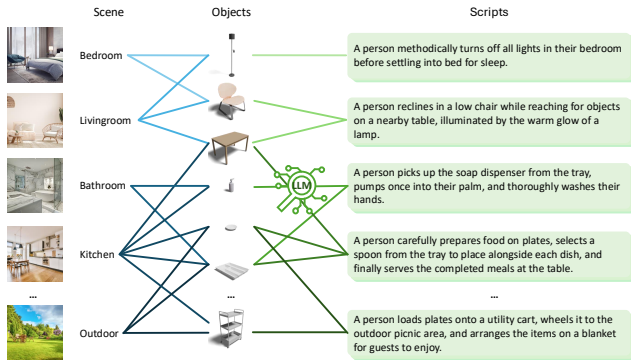 Scene Objects Scripts
Bedroom
A person methodically turns off all lights in their bedroom
before settling into bed for sleep.
Livingroom
A person reclines in a low chair while reaching for objects
on a nearby table, illuminated by the warm glow of a
lamp.
Bathroom
LLM
A person picks up the soap dispenser from the tray,
pumps once into their palm, and thoroughly washes their
hands.
Kitchen
A person carefully prepares food on plates, selects a
spoon from the tray to place alongside each dish, and
finally serves the completed meals at the table.
... ... ...
Outdoor
A person loads plates onto a utility cart, wheels it to the
outdoor picnic area, and arranges the items on a blanket
for guests to enjoy.